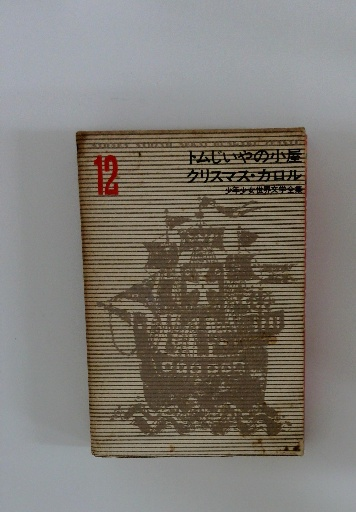 12
トムじいやの小屋
クリスマス・カロル
少年少女世界文学全集